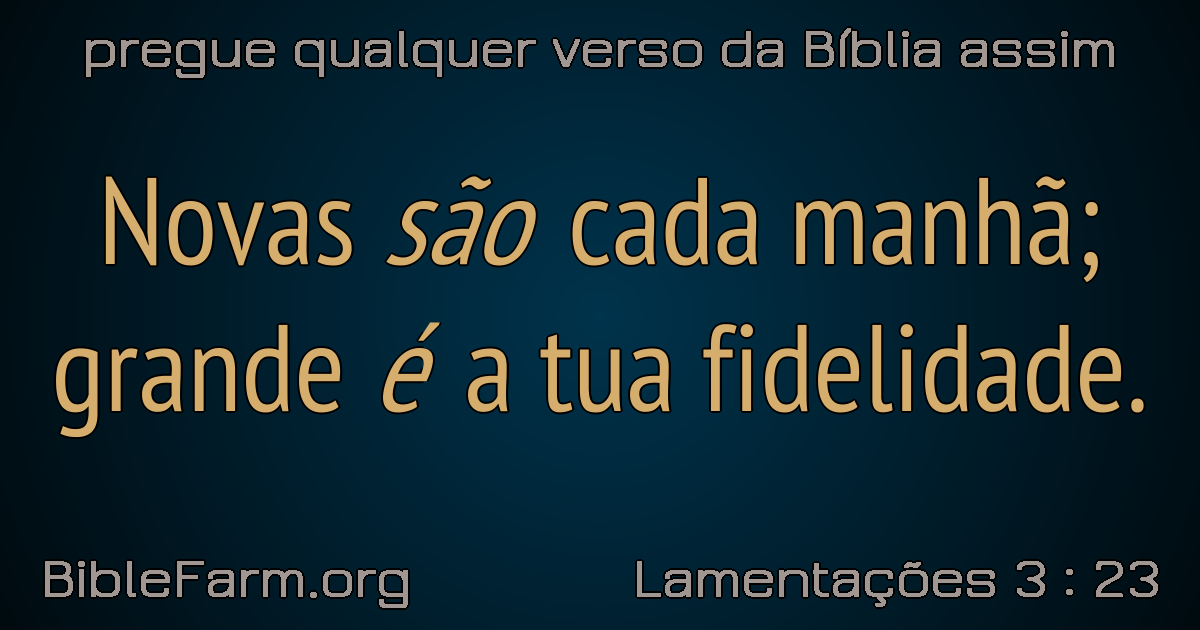 pregue qualquer verso da Bíblia assim
Novas são cada manhã;
grande é a tua fidelidade.
BibleFarm.org
Lamentações 3 : 23